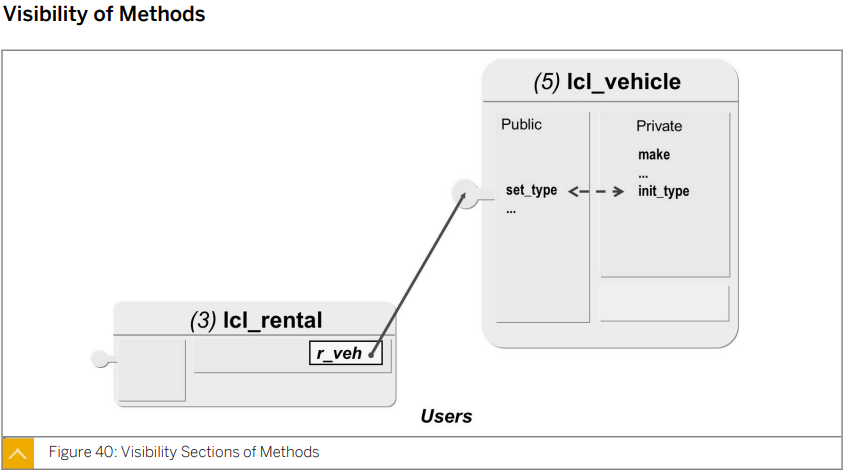 Visibility of Methods
(5) lcl_vehicle
Public
Private
make
...
set_type
init_type
...
(3) lcl_rental
r_veh
Users
Figure 40: Visibility Sections of Methods